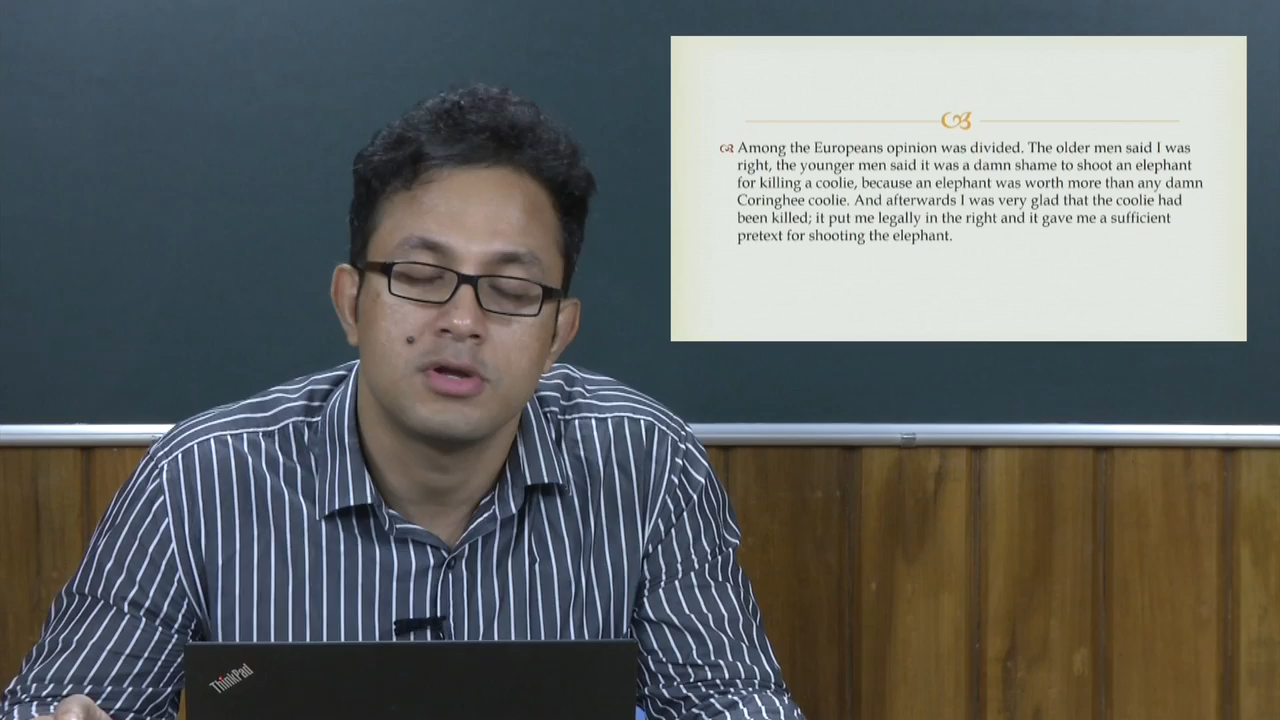 Among the Europeans opinion was divided. The older men said I was
right, the younger men said it was a damn shame to shoot an elephant
for killing a coolie, because an elephant was worth more than any damn
Coringhee coolie. And afterwards I was very glad that the coolie had
been killed; it put me legally in the right and it gave me a sufficient
pretext for shooting the elephant.
ThinkPad